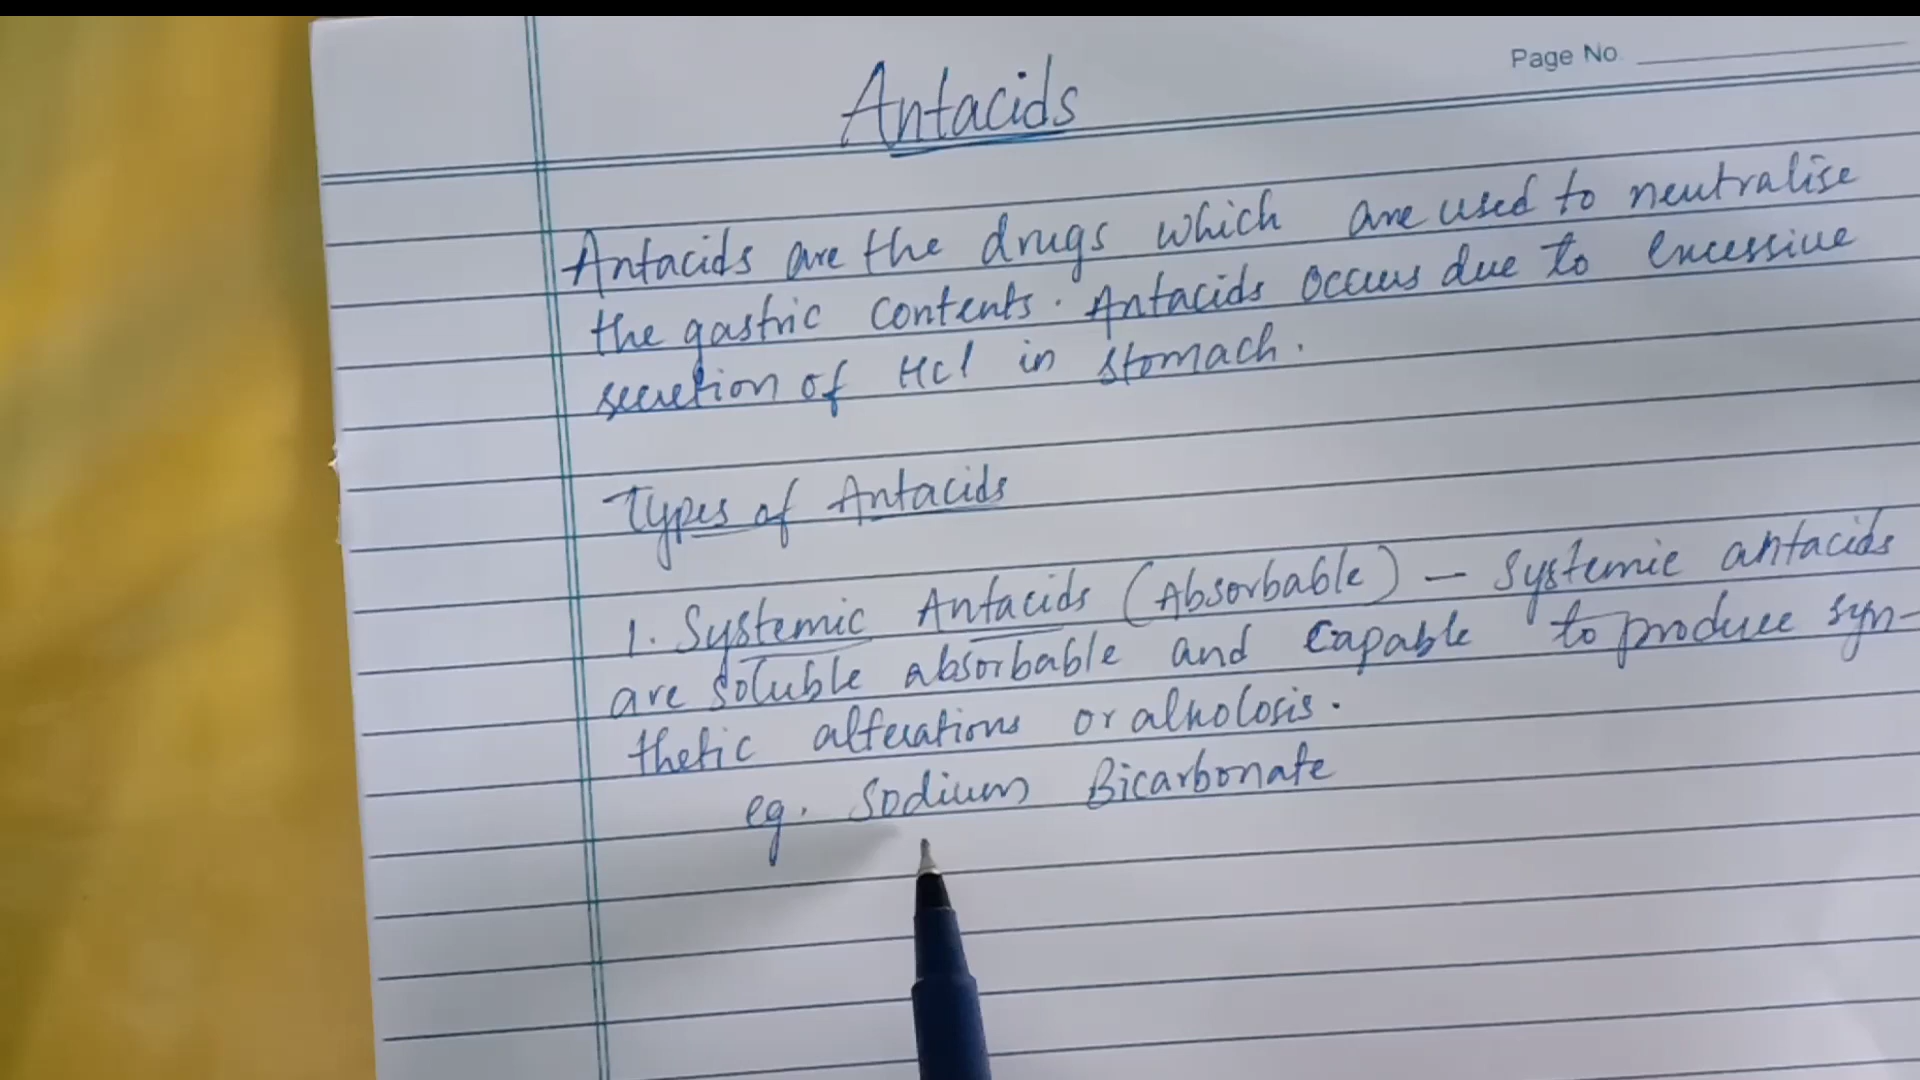 Page No
Antacids
Antacids are the drugs which are used to neutralise
the gastric contents. Antacids occurs due to excessive
secretion of HCl in stomach.
Types of Antacids
1. Systemic Antacids (Absorbable) — Systemic antacids
are soluble absorbable and capable to produce syn-
thetic alterations or alkolosis.
eg. Sodium Bicarbonate